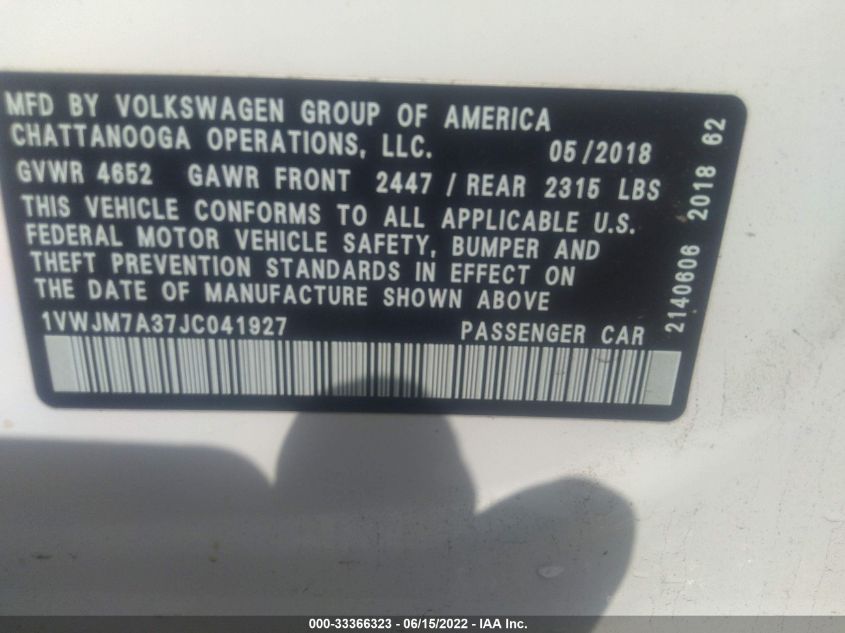 MFD BY VOLKSWAGEN GROUP OF AMERICA
CHATTANOOGA OPERATIONS, LLC. 05/2018
GVWR 4652 GAWR FRONT 2447 / REAR 2315 LBS
THIS VEHICLE CONFORMS TO ALL APPLICABLE U.S.
FEDERAL MOTOR VEHICLE SAFETY, BUMPER AND
THEFT PREVENTION STANDARDS IN EFFECT ON
THE DATE OF MANUFACTURE SHOWN ABOVE
1VWJM7A37JC041927 PASSENGER CAR
2140606 2018 62
000-33366323 - 06/15/2022 - IAA Inc.